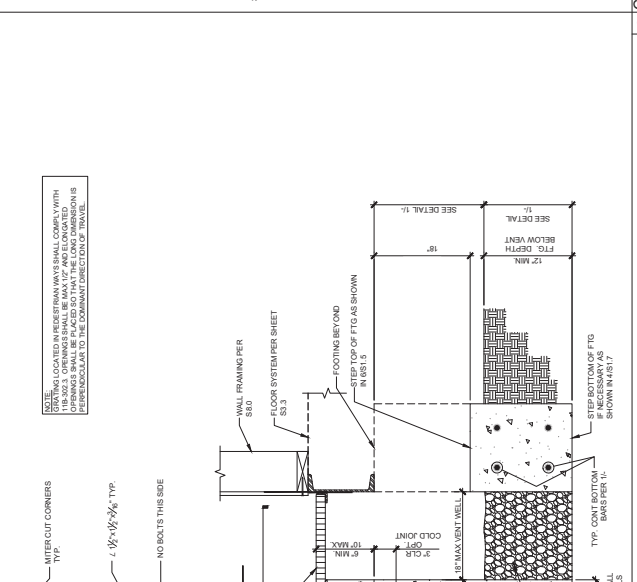 NOTE:
GRATING LOCATED IN PEDESTRIAN WAYS SHALL COMPLY WITH
11B-302.3. OPENINGS SHALL BE MAX 1/2" AND ELONGATED
OPENINGS SHALL BE PLACED SO THAT THE LONG DIMENSION IS
PERPENDICULAR TO THE DOMINANT DIRECTION OF TRAVEL.
MITER CUT CORNERS
TYP.
L 1½"x1½"x3/16" TYP.
NO BOLTS THIS SIDE
WALL FRAMING PER
S8.0
FLOOR SYSTEM PER SHEET
S3.3
FOOTING BEYOND
STEP TOP OF FTG AS SHOWN
IN 6/S1.5
SEE DETAIL 1/-
18"
SEE DETAIL
1/-
FTG. DEPTH
BELOW VENT
12" MIN.
STEP BOTTOM OF FTG
IF NECESSARY AS
SHOWN IN 4/S1.7
TYP. CONT BOTTOM
BARS PER 1/-
18" MAX VENT WELL
3" CLR
OPT.
COLD JOINT
6" MIN.
10" MAX.